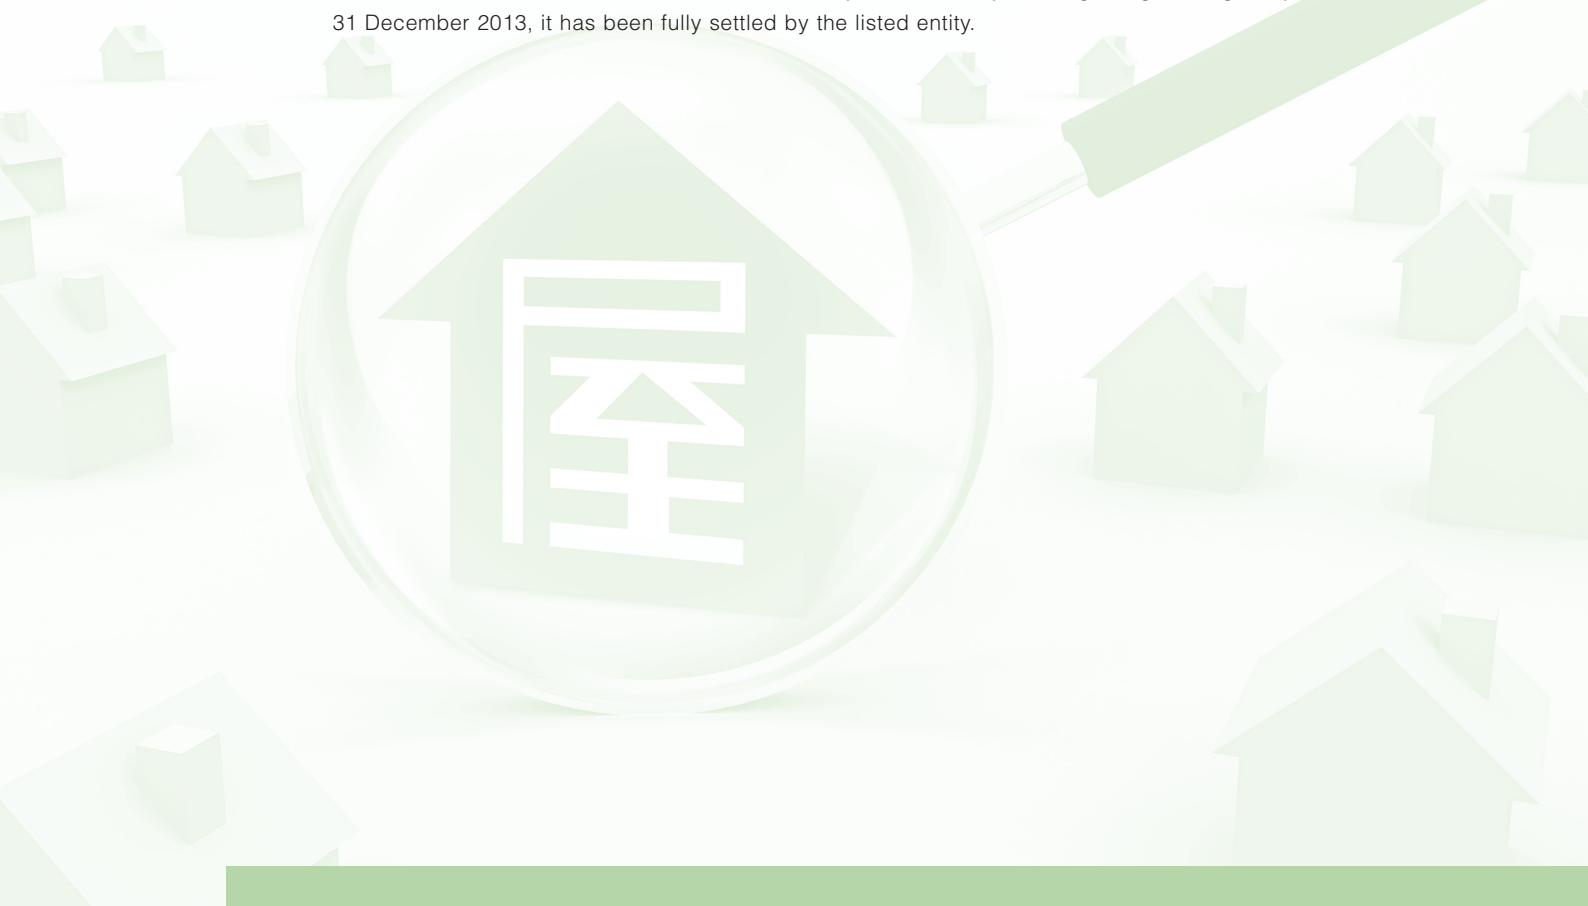 31 December 2013, it has been fully settled by the listed entity.
屋